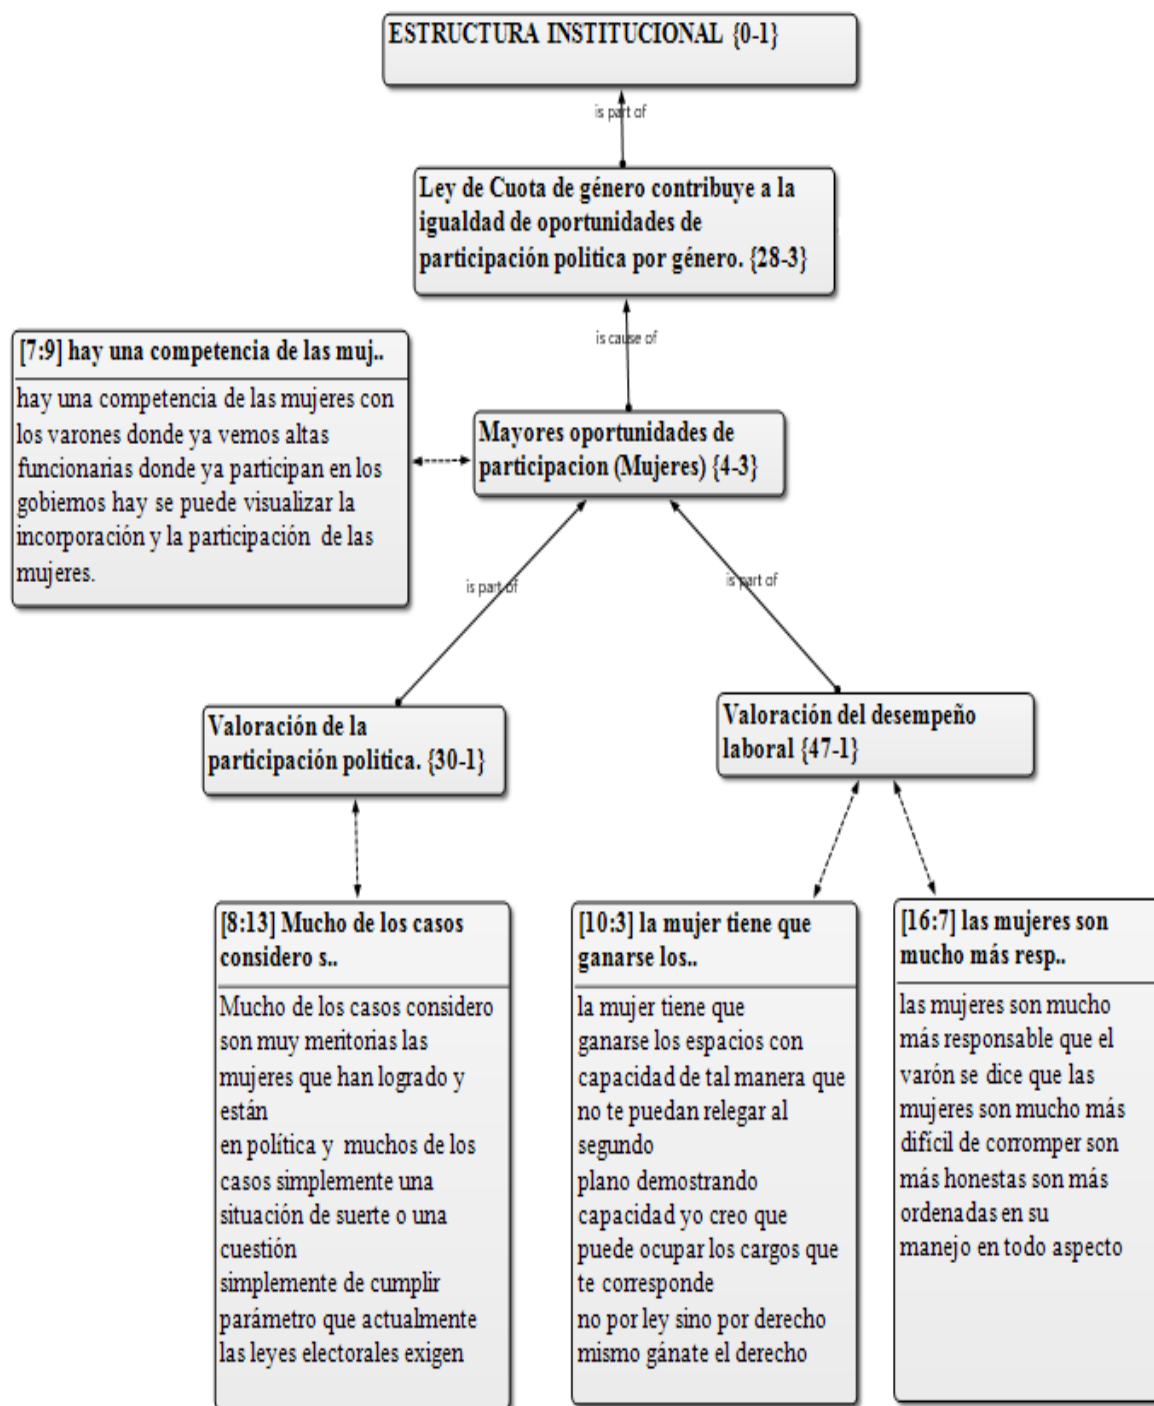 ESTRUCTURA INSTITUCIONAL {0-1}
is part of
Ley de Cuota de género contribuye a la
igualdad de oportunidades de
participación politica por género. {28-3}
is cause of
[7:9] hay una competencia de las muj..
hay una competencia de las mujeres con
los varones donde ya vemos altas
funcionarias donde ya participan en los
gobiernos hay se puede visualizar la
incorporación y la participación de las
mujeres.
Mayores oportunidades de
participacion (Mujeres) {4-3}
is part of
is part of
Valoración de la
participación politica. {30-1}
Valoración del desempeño
laboral {47-1}
[8:13] Mucho de los casos
considero s..
Mucho de los casos considero
son muy meritorias las
mujeres que han logrado y
están
en política y muchos de los
casos simplemente una
situación de suerte o una
cuestión
simplemente de cumplir
parámetro que actualmente
las leyes electorales exigen
[10:3] la mujer tiene que
ganarse los..
la mujer tiene que
ganarse los espacios con
capacidad de tal manera que
no te puedan relegar al
segundo
plano demostrando
capacidad yo creo que
puede ocupar los cargos que
te corresponde
no por ley sino por derecho
mismo gánate el derecho
[16:7] las mujeres son
mucho más resp..
las mujeres son mucho
más responsable que el
varón se dice que las
mujeres son mucho más
difícil de corromper son
más honestas son más
ordenadas en su
manejo en todo aspecto